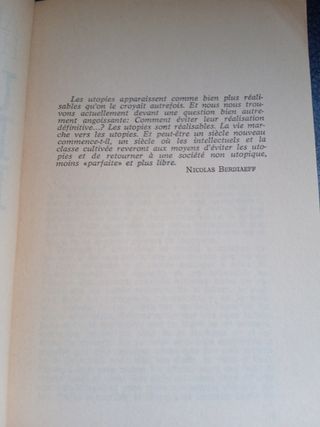 Les utopies apparaissent comme bien plus réali-
sables qu'on le croyait autrefois. Et nous nous trou-
vons actuellement devant une question bien autre-
ment angoissante: Comment éviter leur réalisation
définitive...? Les utopies sont réalisables. La vie mar-
che vers les utopies. Et peut-être un siècle nouveau
commence-t-il, un siècle où les intellectuels et la
classe cultivée reveront aux moyens d'éviter les uto-
pies et de retourner à une société non utopique,
moins «parfaite» et plus libre.
Nicolas Berdiaeff